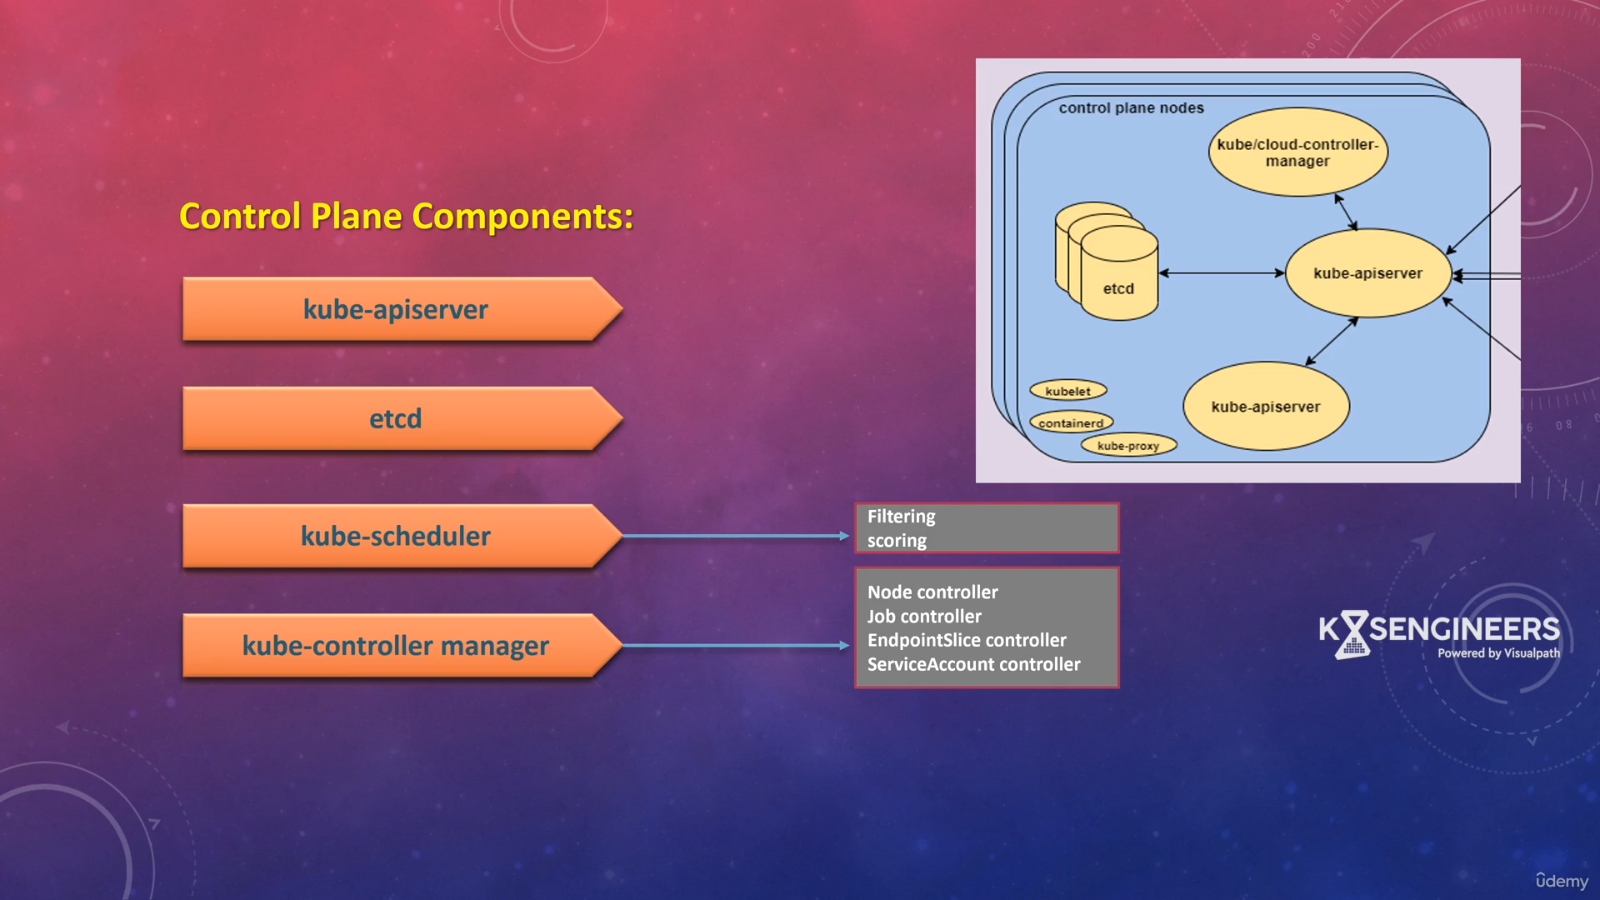 Control Plane Components:
kube-apiserver
etcd
kube-scheduler
Filtering
scoring
kube-controller manager
Node controller
Job controller
EndpointSlice controller
ServiceAccount controller
control plane nodes
kube/cloud-controller-
manager
kube-apiserver
etcd
kube-apiserver
kubelet
containerd
kube-proxy
K8SENGINEERS
Powered by Visualpath
ûdemy